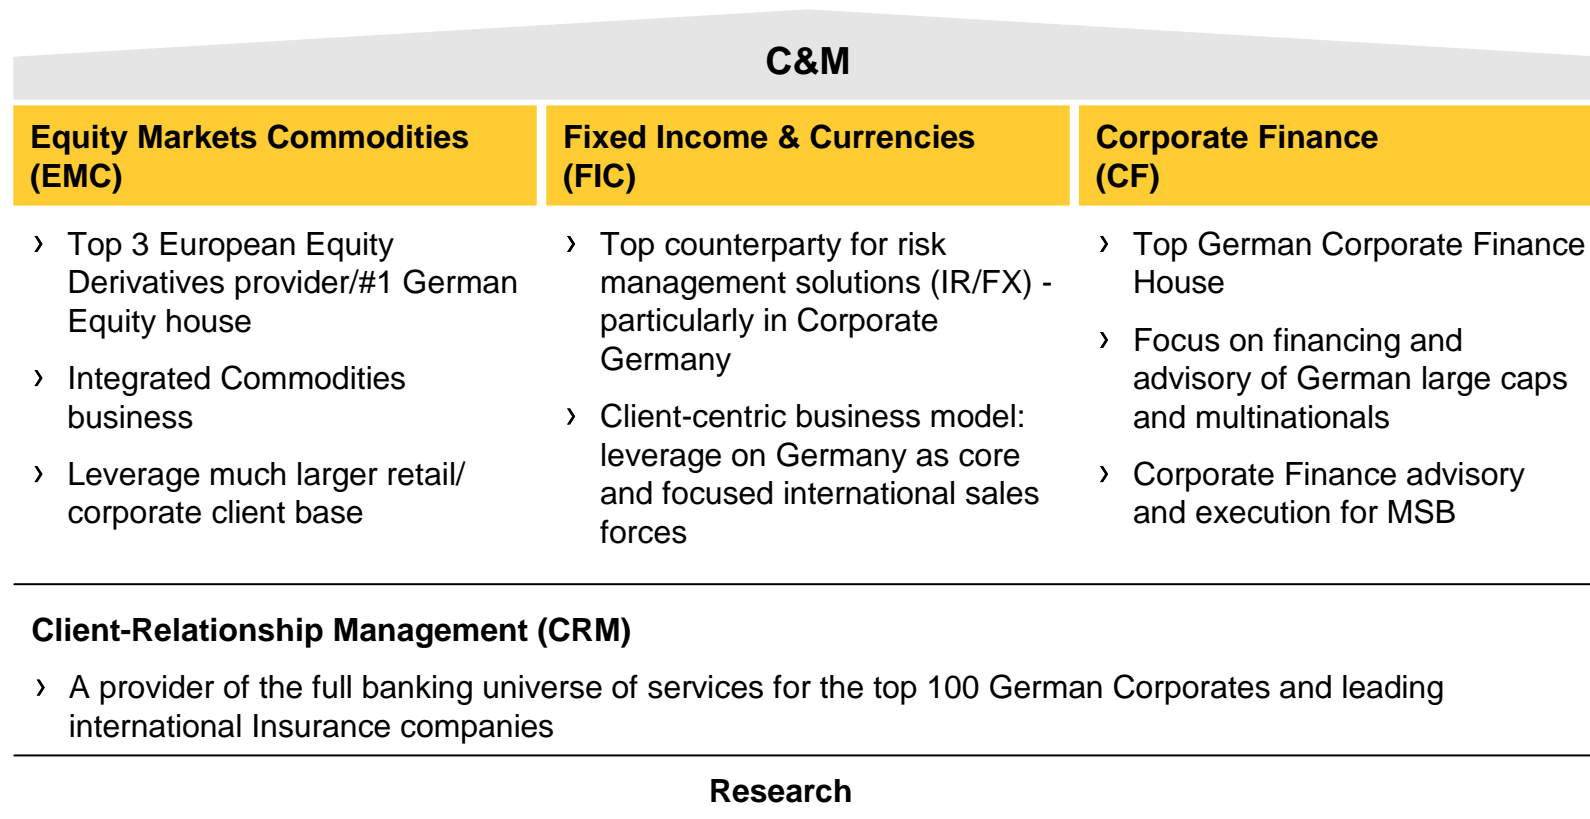 C&M
Equity Markets Commodities
(EMC)
› Top 3 European Equity
Derivatives provider/#1 German
Equity house
› Integrated Commodities
business
› Leverage much larger retail/
corporate client base
Fixed Income & Currencies
(FIC)
› Top counterparty for risk
management solutions (IR/FX) -
particularly in Corporate
Germany
› Client-centric business model:
leverage on Germany as core
and focused international sales
forces
Corporate Finance
(CF)
› Top German Corporate Finance
House
› Focus on financing and
advisory of German large caps
and multinationals
› Corporate Finance advisory
and execution for MSB
Client-Relationship Management (CRM)
› A provider of the full banking universe of services for the top 100 German Corporates and leading
international Insurance companies
Research